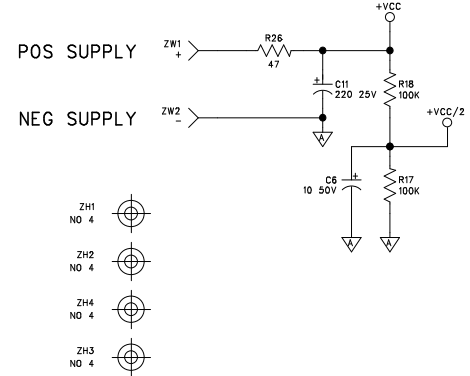 +VCC
ZW1
+
POS SUPPLY
R26
47
C11
220 25V
+
R18
100K
ZW2
-
NEG SUPPLY
A
+VCC/2
C6
10 50V
+
R17
100K
A
A
ZH1
NO 4
ZH2
NO 4
ZH4
NO 4
ZH3
NO 4